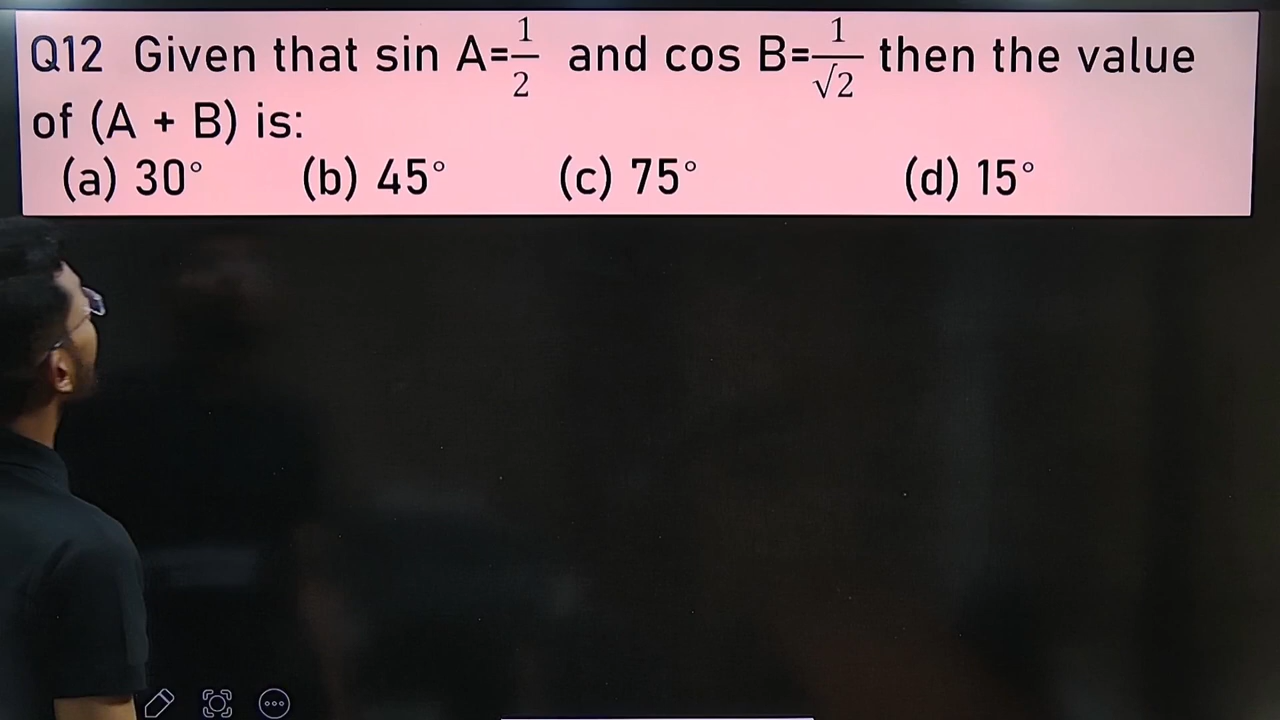 Q12 Given that sin A=1/2 and cos B=1/√2 then the value
of (A + B) is:
(a) 30° (b) 45° (c) 75° (d) 15°